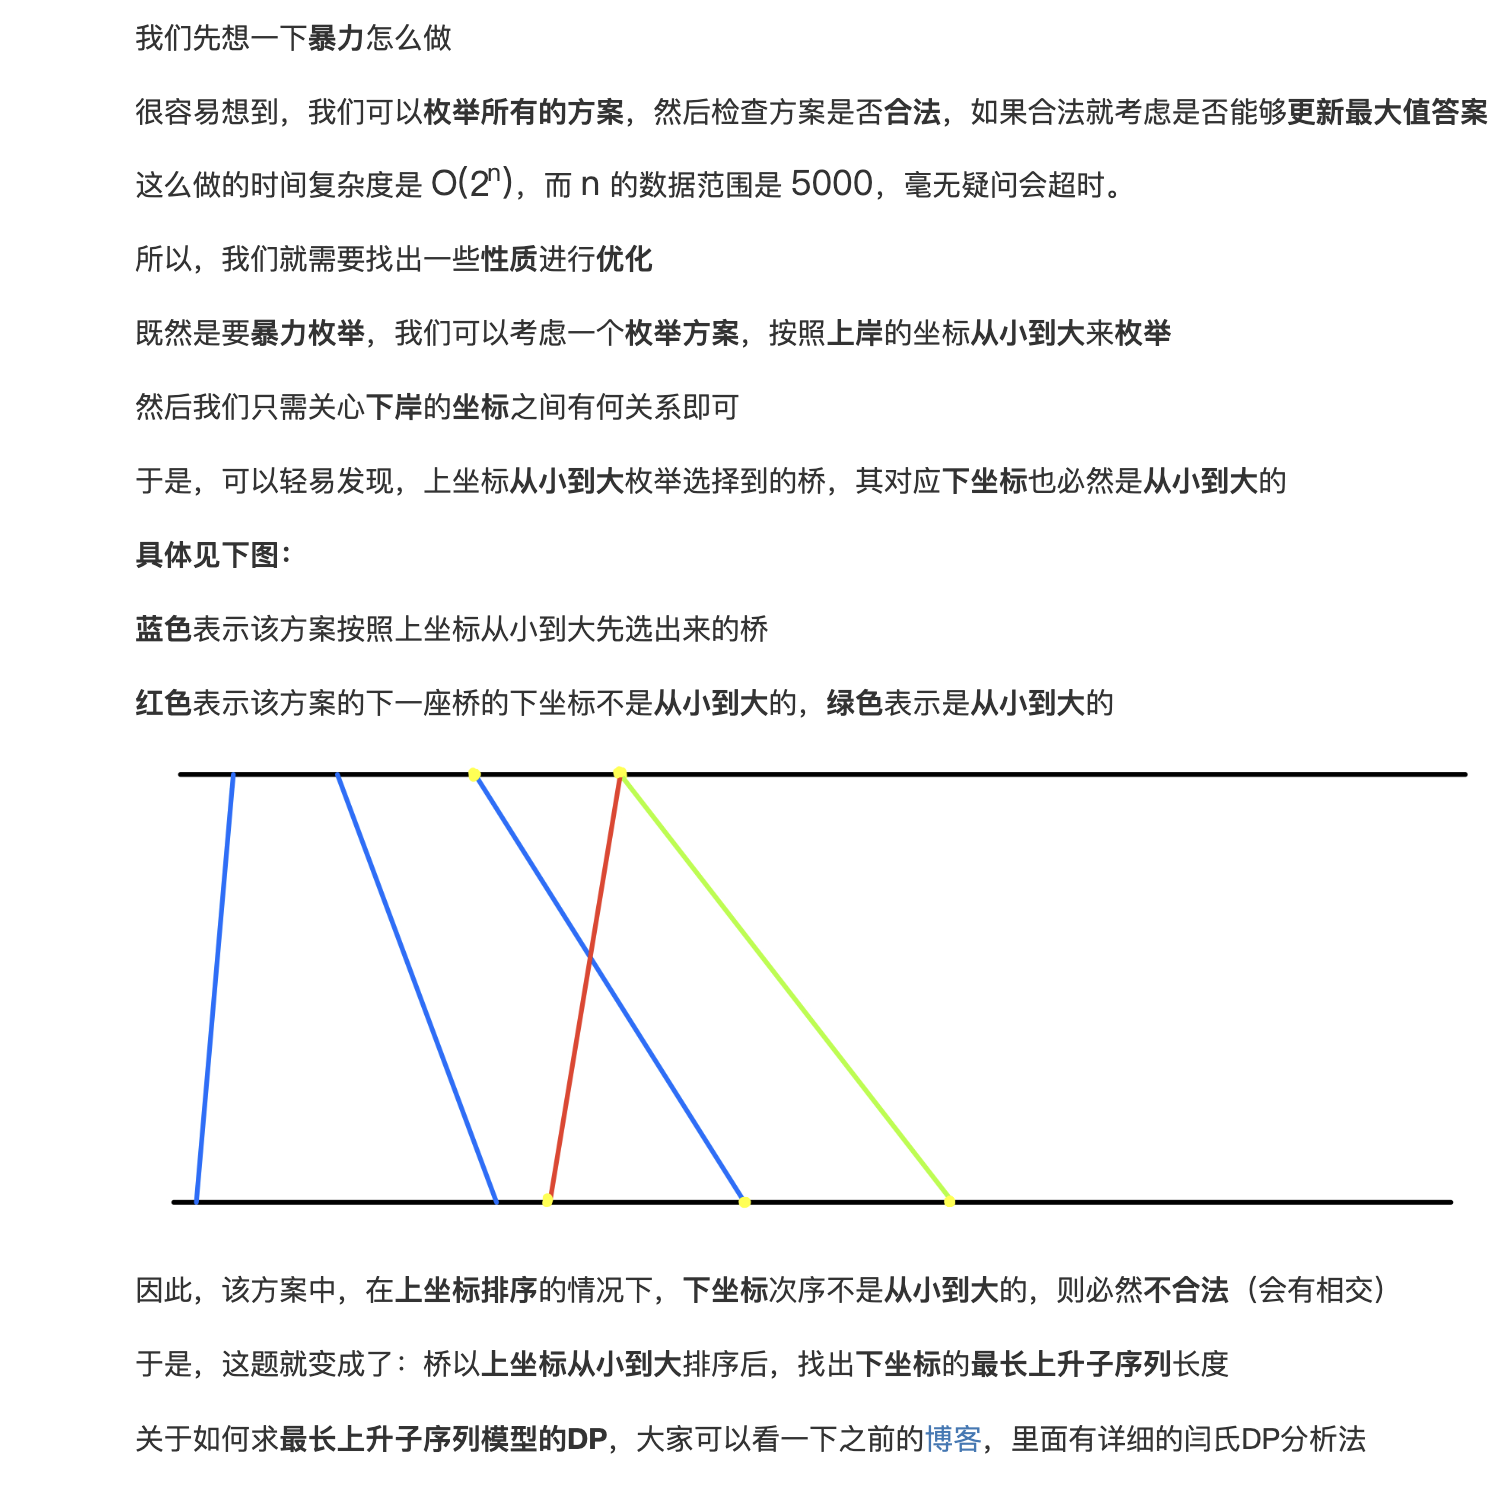 我们先想一下暴力怎么做
很容易想到，我们可以枚举所有的方案，然后检查方案是否合法，如果合法就考虑是否能够更新最大值答案
这么做的时间复杂度是 O(2ⁿ)，而 n 的数据范围是 5000，毫无疑问会超时。
所以，我们就需要找出一些性质进行优化
既然是要暴力枚举，我们可以考虑一个枚举方案，按照上岸的坐标从小到大来枚举
然后我们只需关心下岸的坐标之间有何关系即可
于是，可以轻易发现，上坐标从小到大枚举选择到的桥，其对应下坐标也必然是从小到大的
具体见下图：
蓝色表示该方案按照上坐标从小到大先选出来的桥
红色表示该方案的下一座桥的下坐标不是从小到大的，绿色表示是从小到大的
因此，该方案中，在上坐标排序的情况下，下坐标次序不是从小到大的，则必然不合法（会有相交）
于是，这题就变成了：桥以上坐标从小到大排序后，找出下坐标的最长上升子序列长度
关于如何求最长上升子序列模型的DP，大家可以看一下之前的博客，里面有详细的闫氏DP分析法